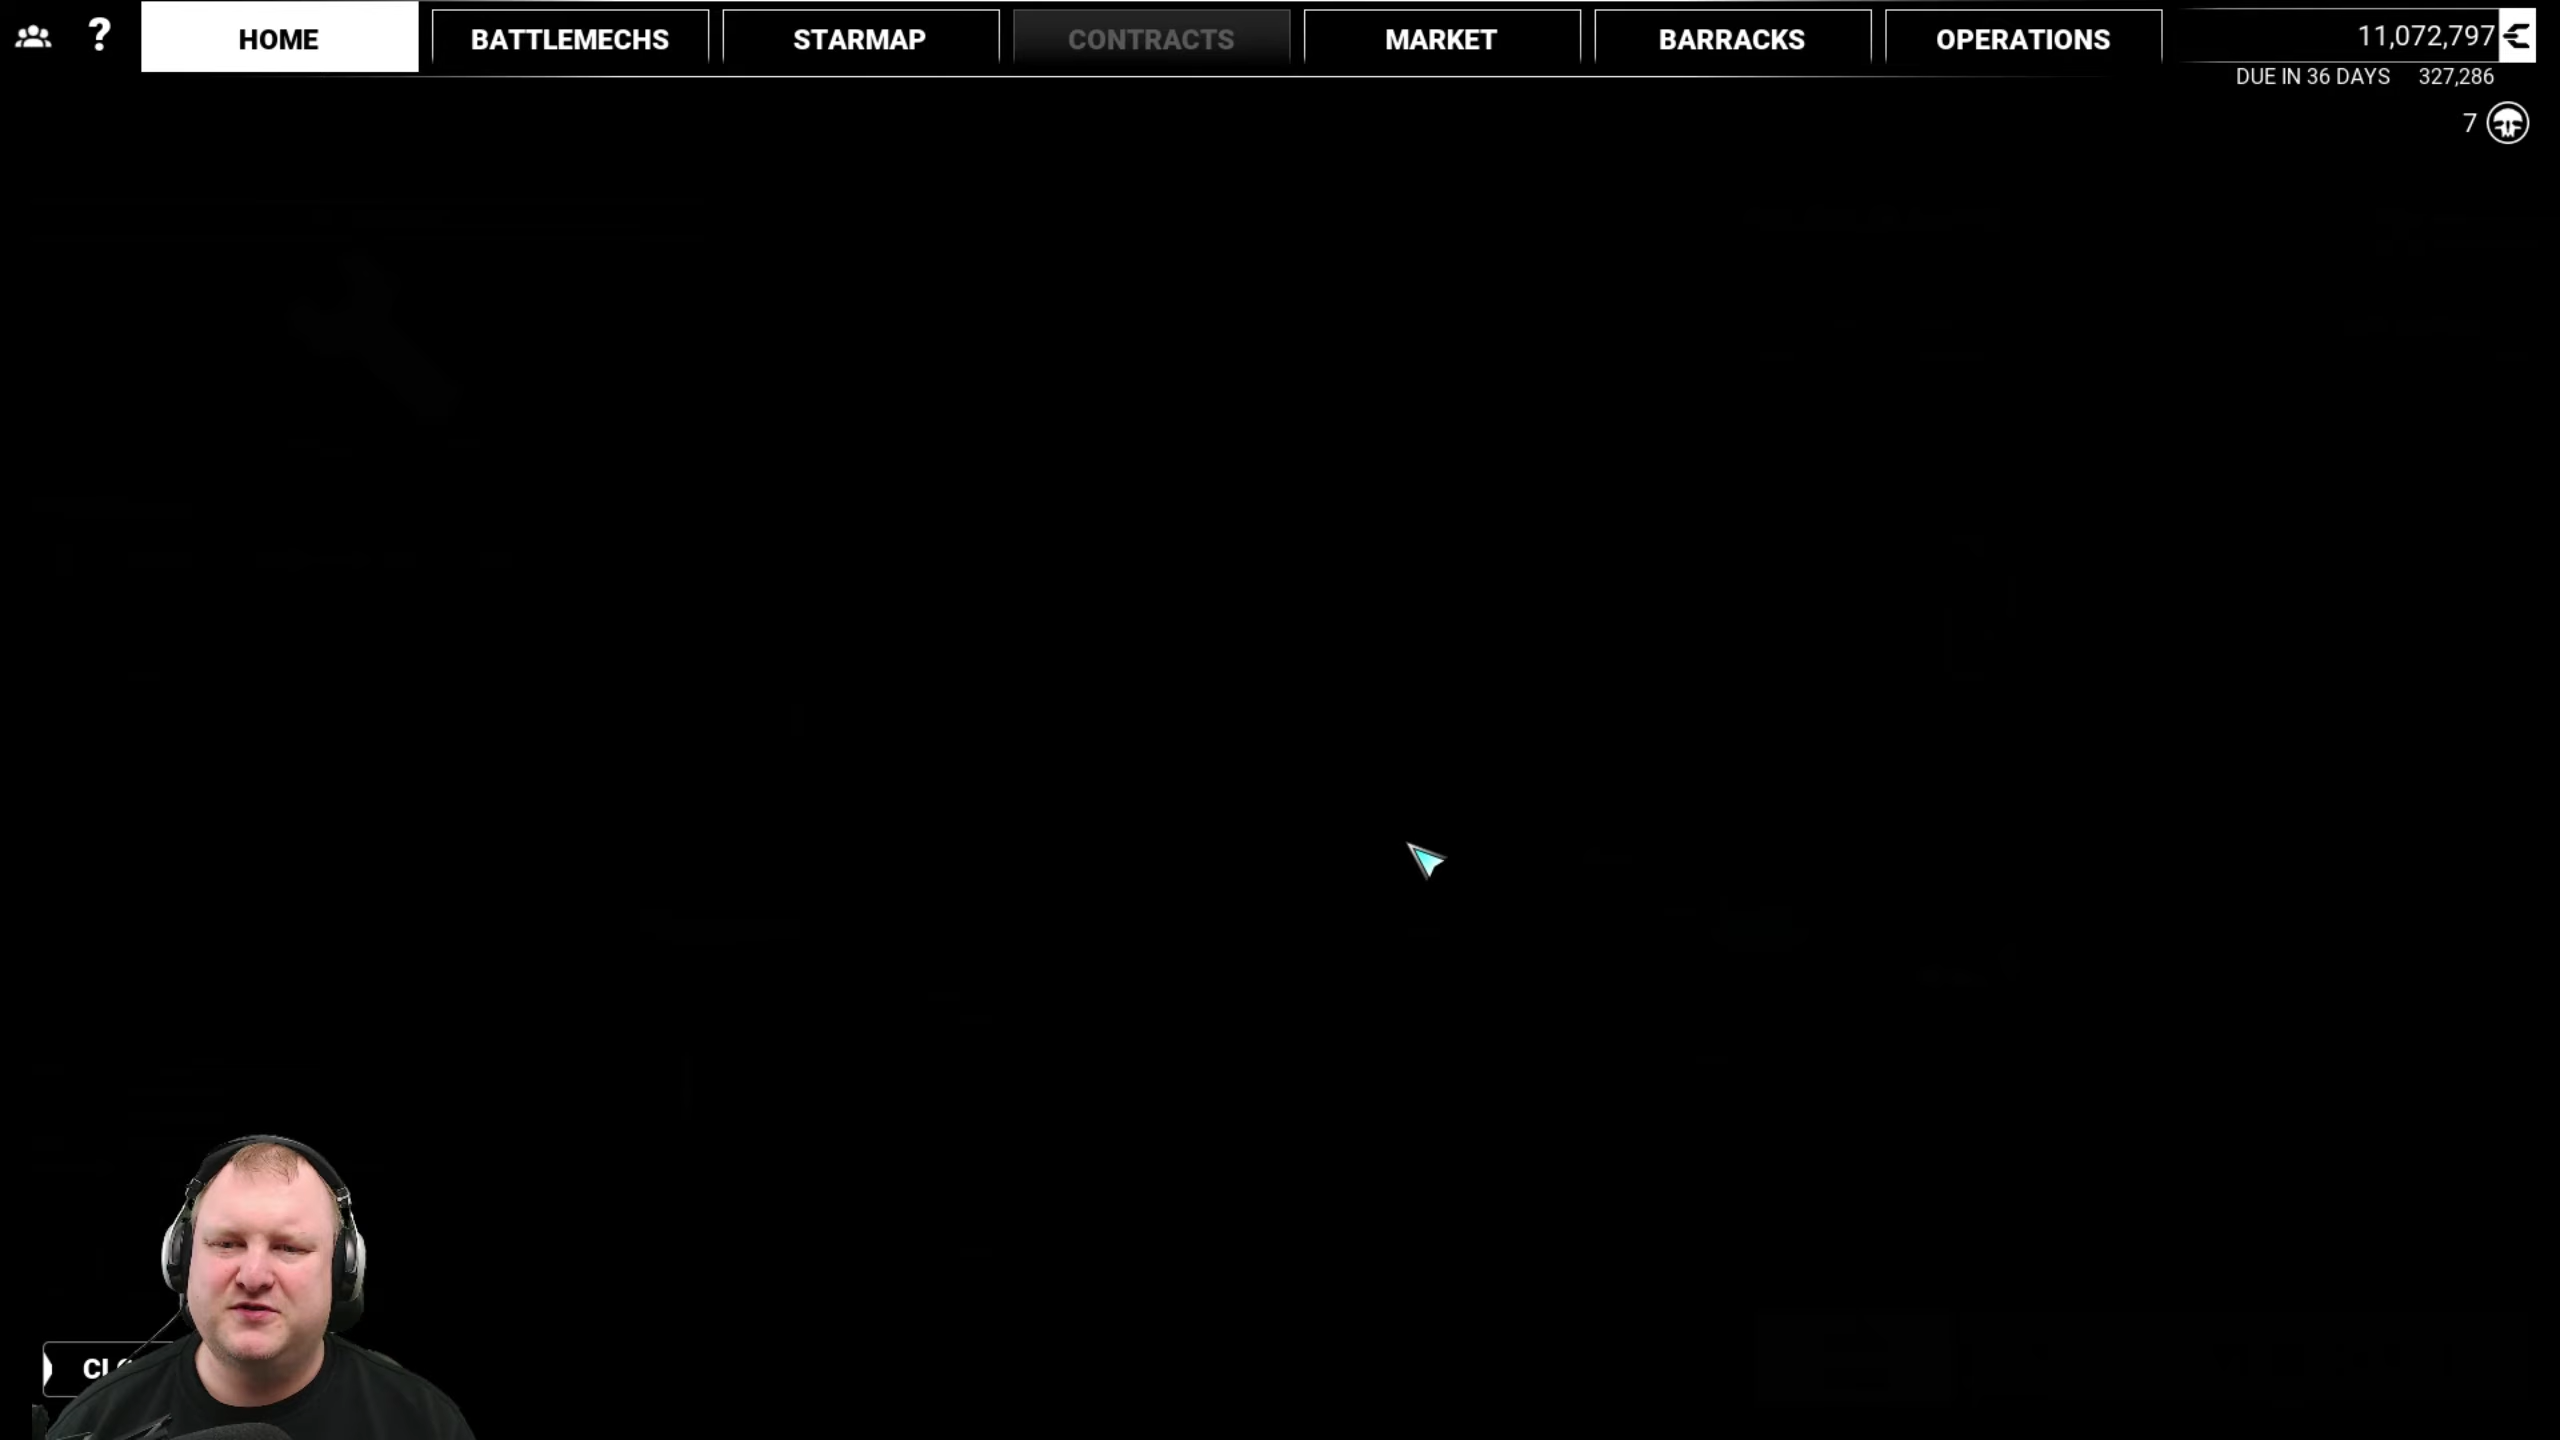 ?
HOME
BATTLEMECHS
STARMAP
CONTRACTS
MARKET
BARRACKS
OPERATIONS
11,072,797
DUE IN 36 DAYS 327,286
7